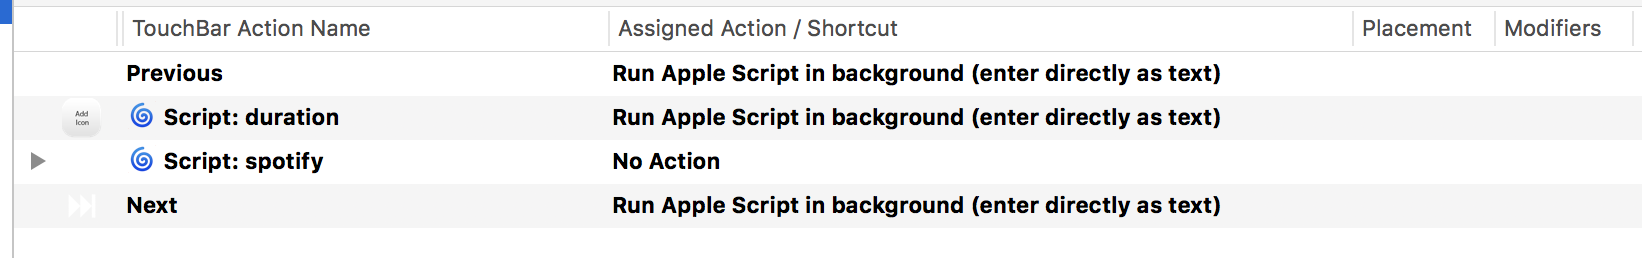 TouchBar Action Name Assigned Action / Shortcut Placement Modifiers
Previous Run Apple Script in background (enter directly as text)
Add Icon Script: duration Run Apple Script in background (enter directly as text)
Script: spotify No Action
Next Run Apple Script in background (enter directly as text)